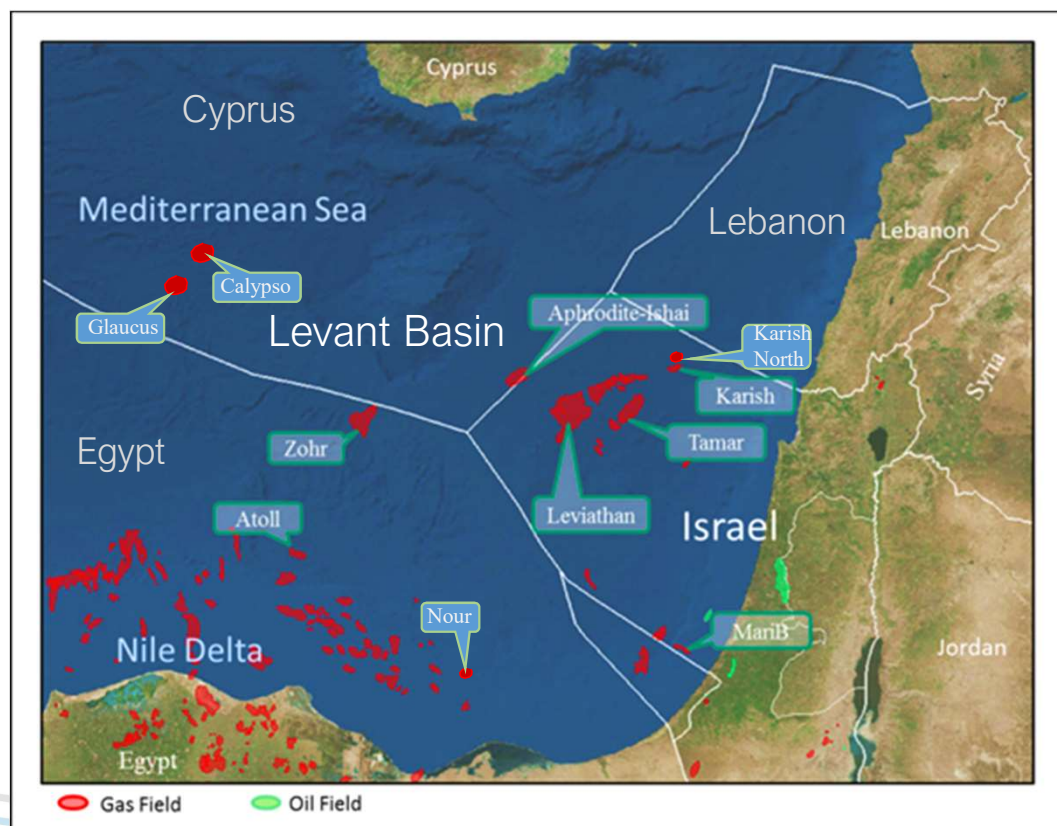 Cyprus
Cyprus
Mediterranean Sea
Lebanon
Lebanon
Calypso
Glaucus
Levant Basin
Aphrodite-Ishai
Karish
North
Karish
Syria
Tamar
Zohr
Egypt
Leviathan
Atoll
Israel
Nour
MariB
Nile Delta
Jordan
Egypt
Gas Field
Oil Field